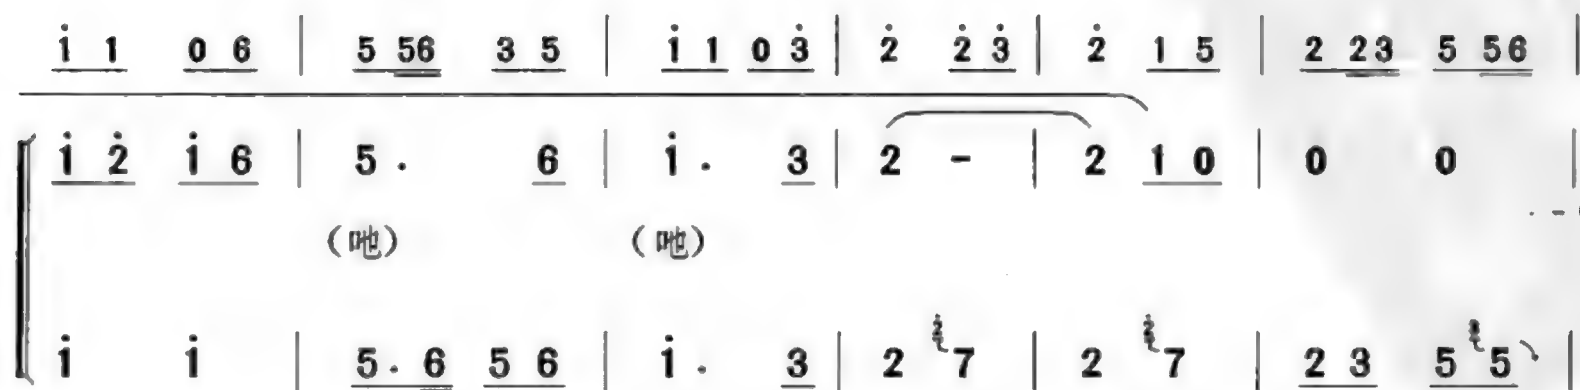 i̇ 1 0 6 | 5 56 3 5 | i̇ 1 0 3̇ | 2̇ 2̇ 3̇ | 2̇ 1 5 | 2 23 5 56 |
i̇ 2̇ i̇ 6 | 5 · 6 | i̇ · 3 | 2 - | 2 1 0 | 0 0 |
(吔) (吔)
i̇ i̇ | 5 · 6 5 6 | i̇ · 3 | 2 7 | 2 7 | 2 3 5 5 |